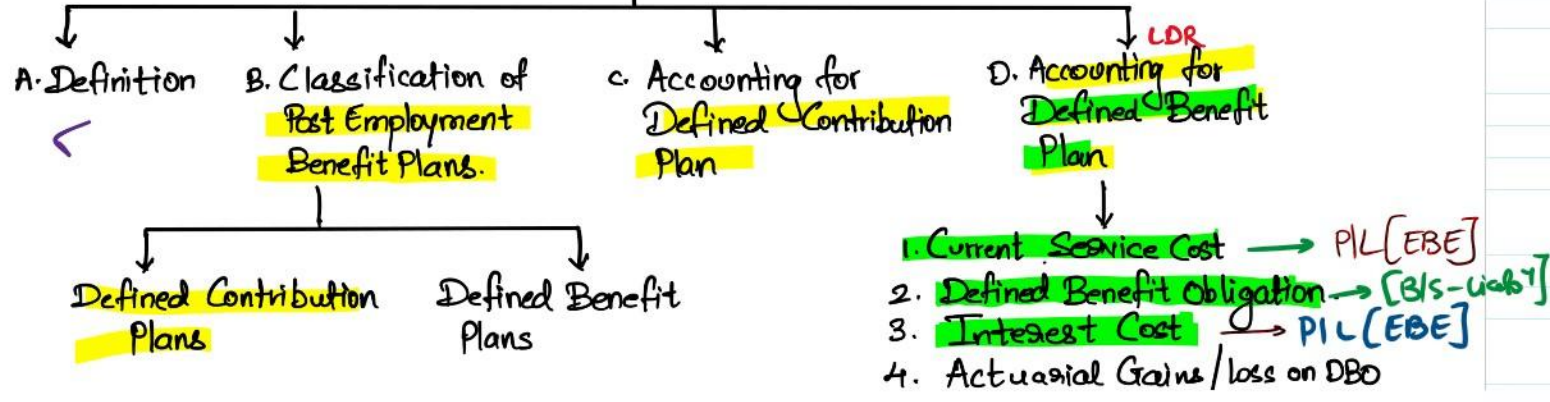 A. Definition
B. Classification of
Post Employment
Benefit Plans.
Defined Contribution
Plans
Defined Benefit
Plans
C. Accounting for
Defined Contribution
Plan
LDR
D. Accounting for
Defined Benefit
Plan
1. Current Service Cost → P/L [EBE]
2. Defined Benefit Obligation → [B/S-Liabty]
3. Interest Cost → P/L [EBE]
4. Actuarial Gains/loss on DBO